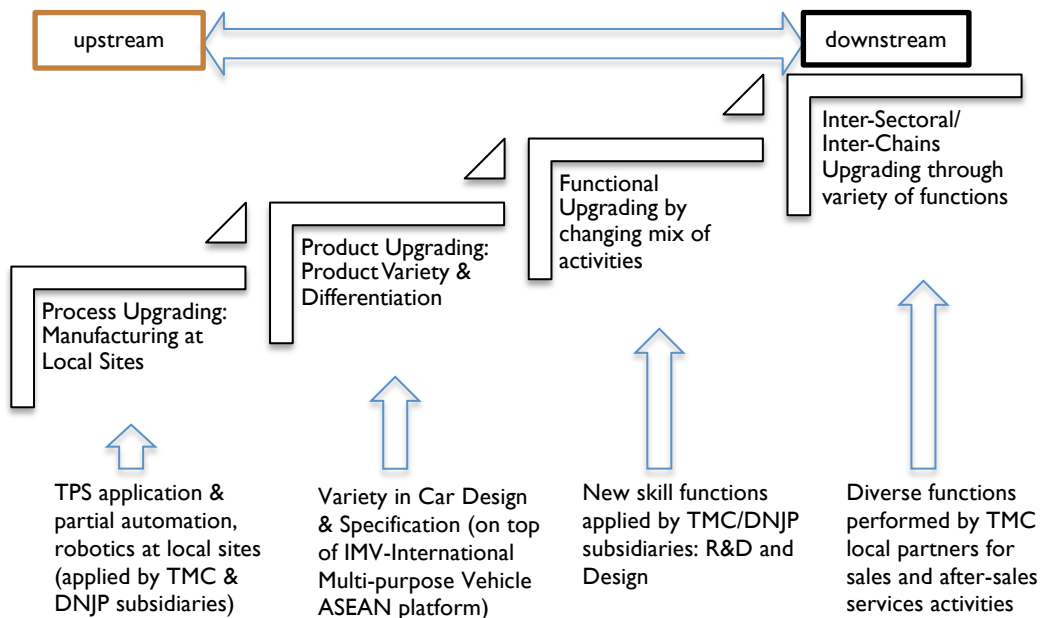 upstream
downstream
Process Upgrading:
Manufacturing at
Local Sites
Product Upgrading:
Product Variety &
Differentiation
Functional
Upgrading by
changing mix of
activities
Inter-Sectoral/
Inter-Chains
Upgrading through
variety of functions
TPS application &
partial automation,
robotics at local sites
(applied by TMC &
DNJP subsidiaries)
Variety in Car Design
& Specification (on top
of IMV-International
Multi-purpose Vehicle
ASEAN platform)
New skill functions
applied by TMC/DNJP
subsidiaries: R&D and
Design
Diverse functions
performed by TMC
local partners for
sales and after-sales
services activities